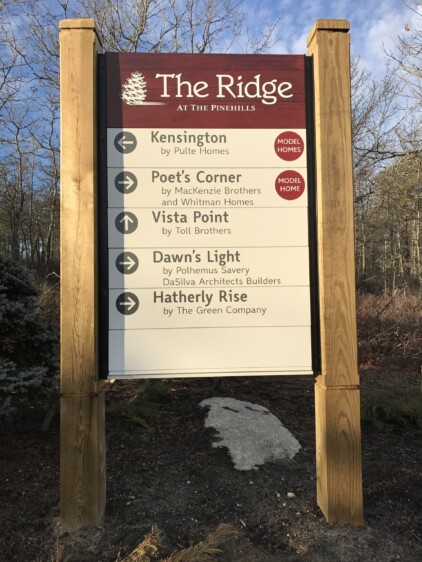 The Ridge
AT THE PINEHILLS
Kensington
by Pulte Homes
MODEL
HOMES
Poet's Corner
by MacKenzie Brothers
and Whitman Homes
MODEL
HOME
Vista Point
by Toll Brothers
Dawn's Light
by Polhemus Savery
DaSilva Architects Builders
Hatherly Rise
by The Green Company